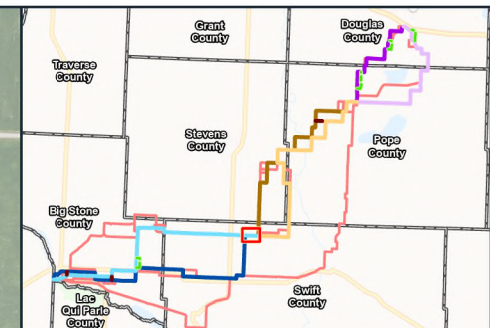 Grant
County
Douglas
County
Traverse
County
Stevens
County
Pope
County
Big Stone
County
Swift
County
Lac
Qui Parle
County